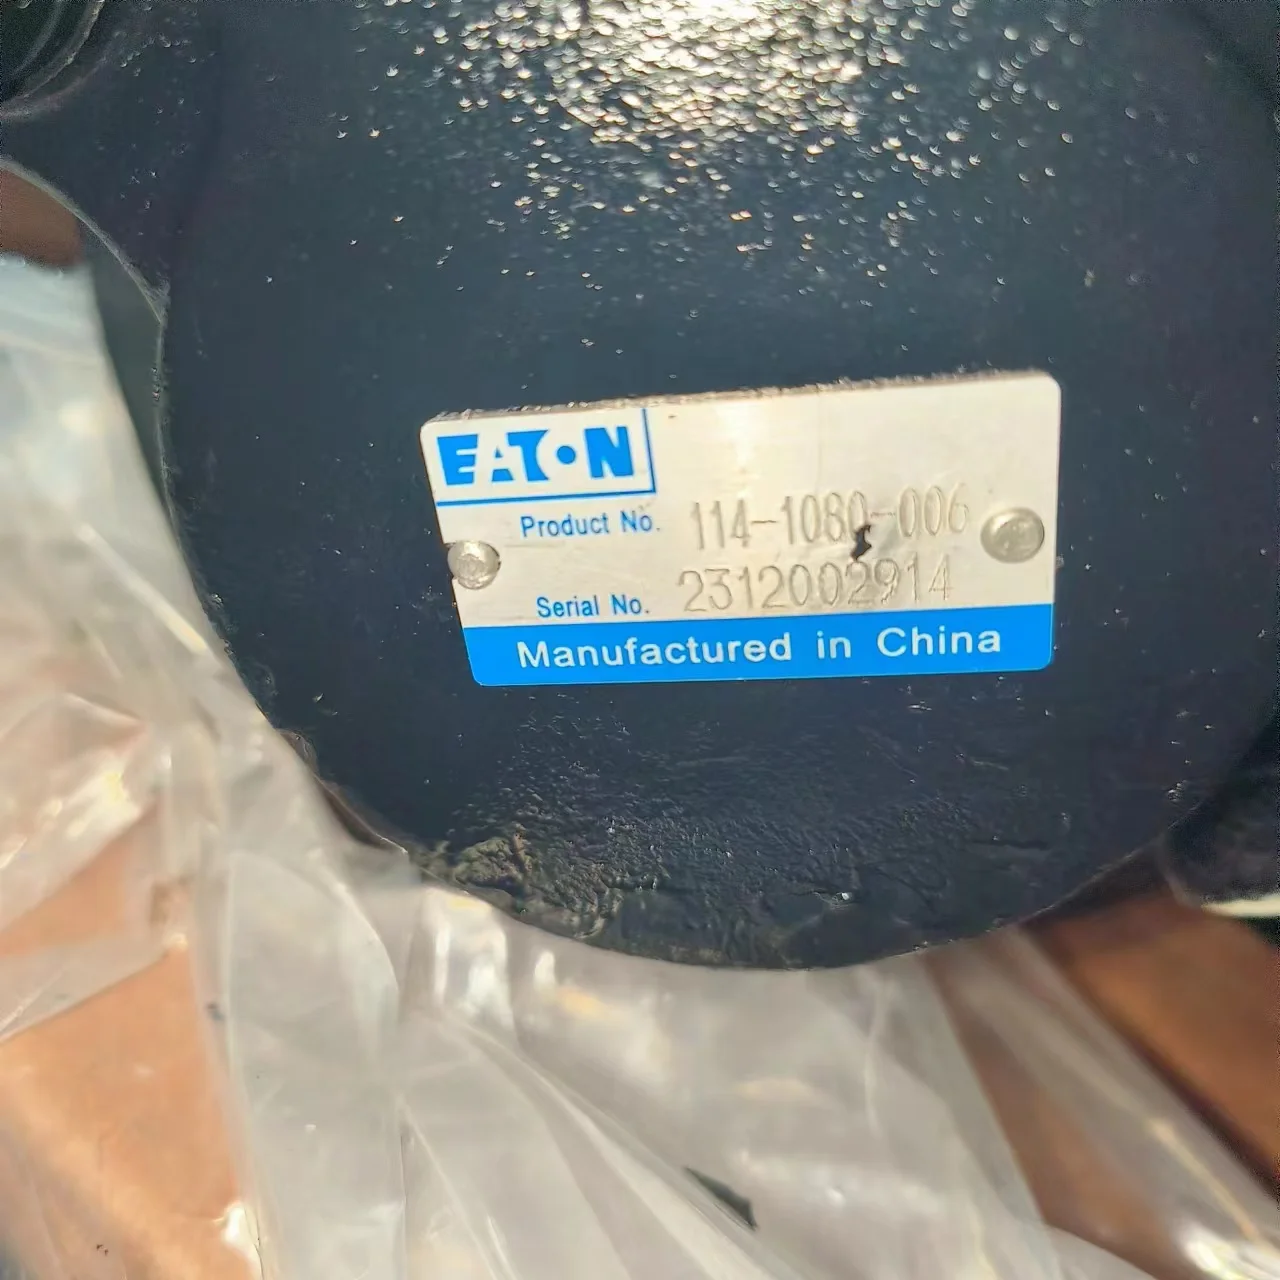 EATON
Product No. 114-1080-006
Serial No. 2312002914
Manufactured in China